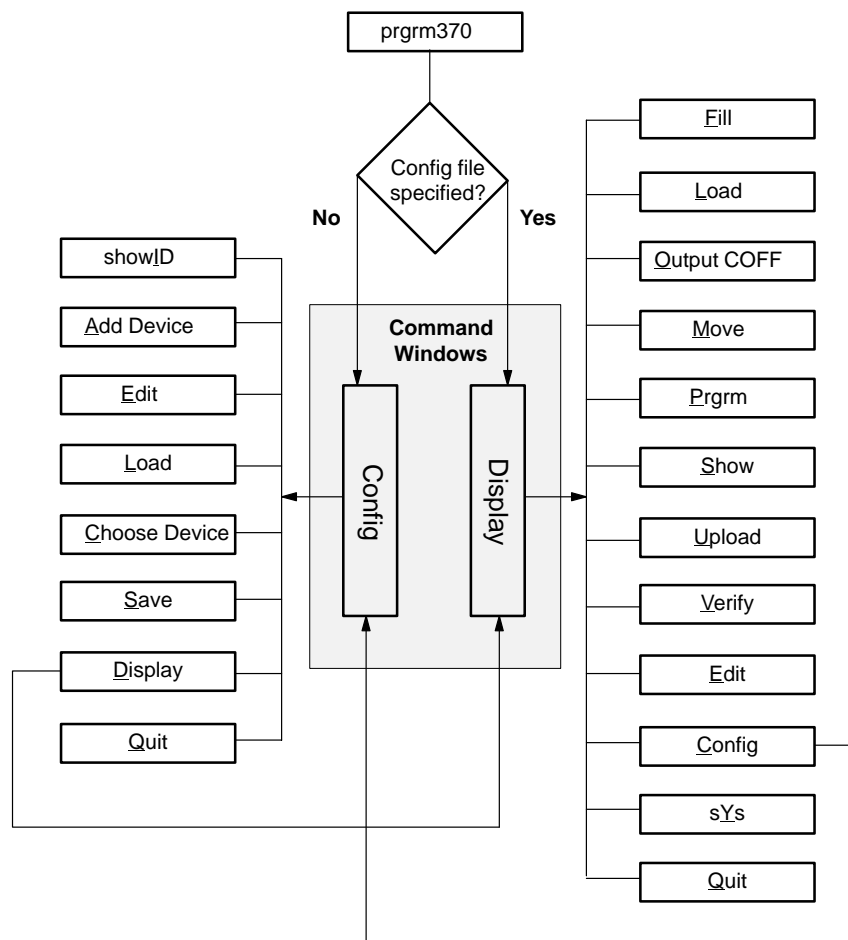 prgrm370
Config file
specified?
No
Yes
Command
Windows
Config
Display
showID
Add Device
Edit
Load
Choose Device
Save
Display
Quit
Fill
Load
Output COFF
Move
Prgrm
Show
Upload
Verify
Edit
Config
sYs
Quit